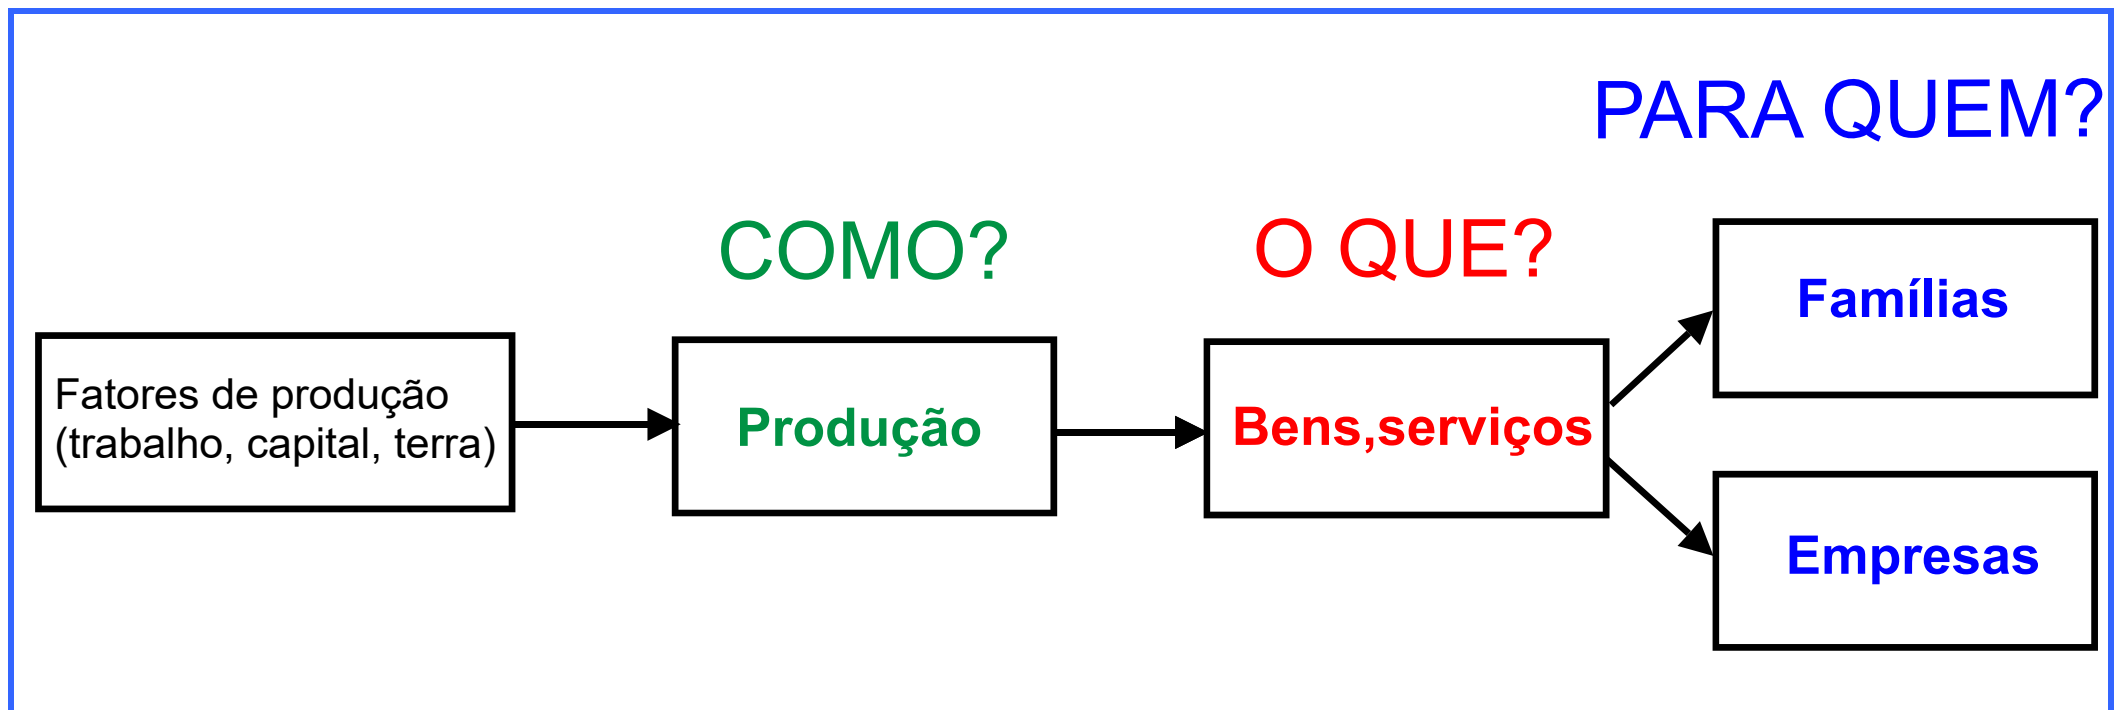 PARA QUEM?
COMO?
O QUE?
Famílias
Fatores de produção
(trabalho, capital, terra)
Produção
Bens,serviços
Empresas